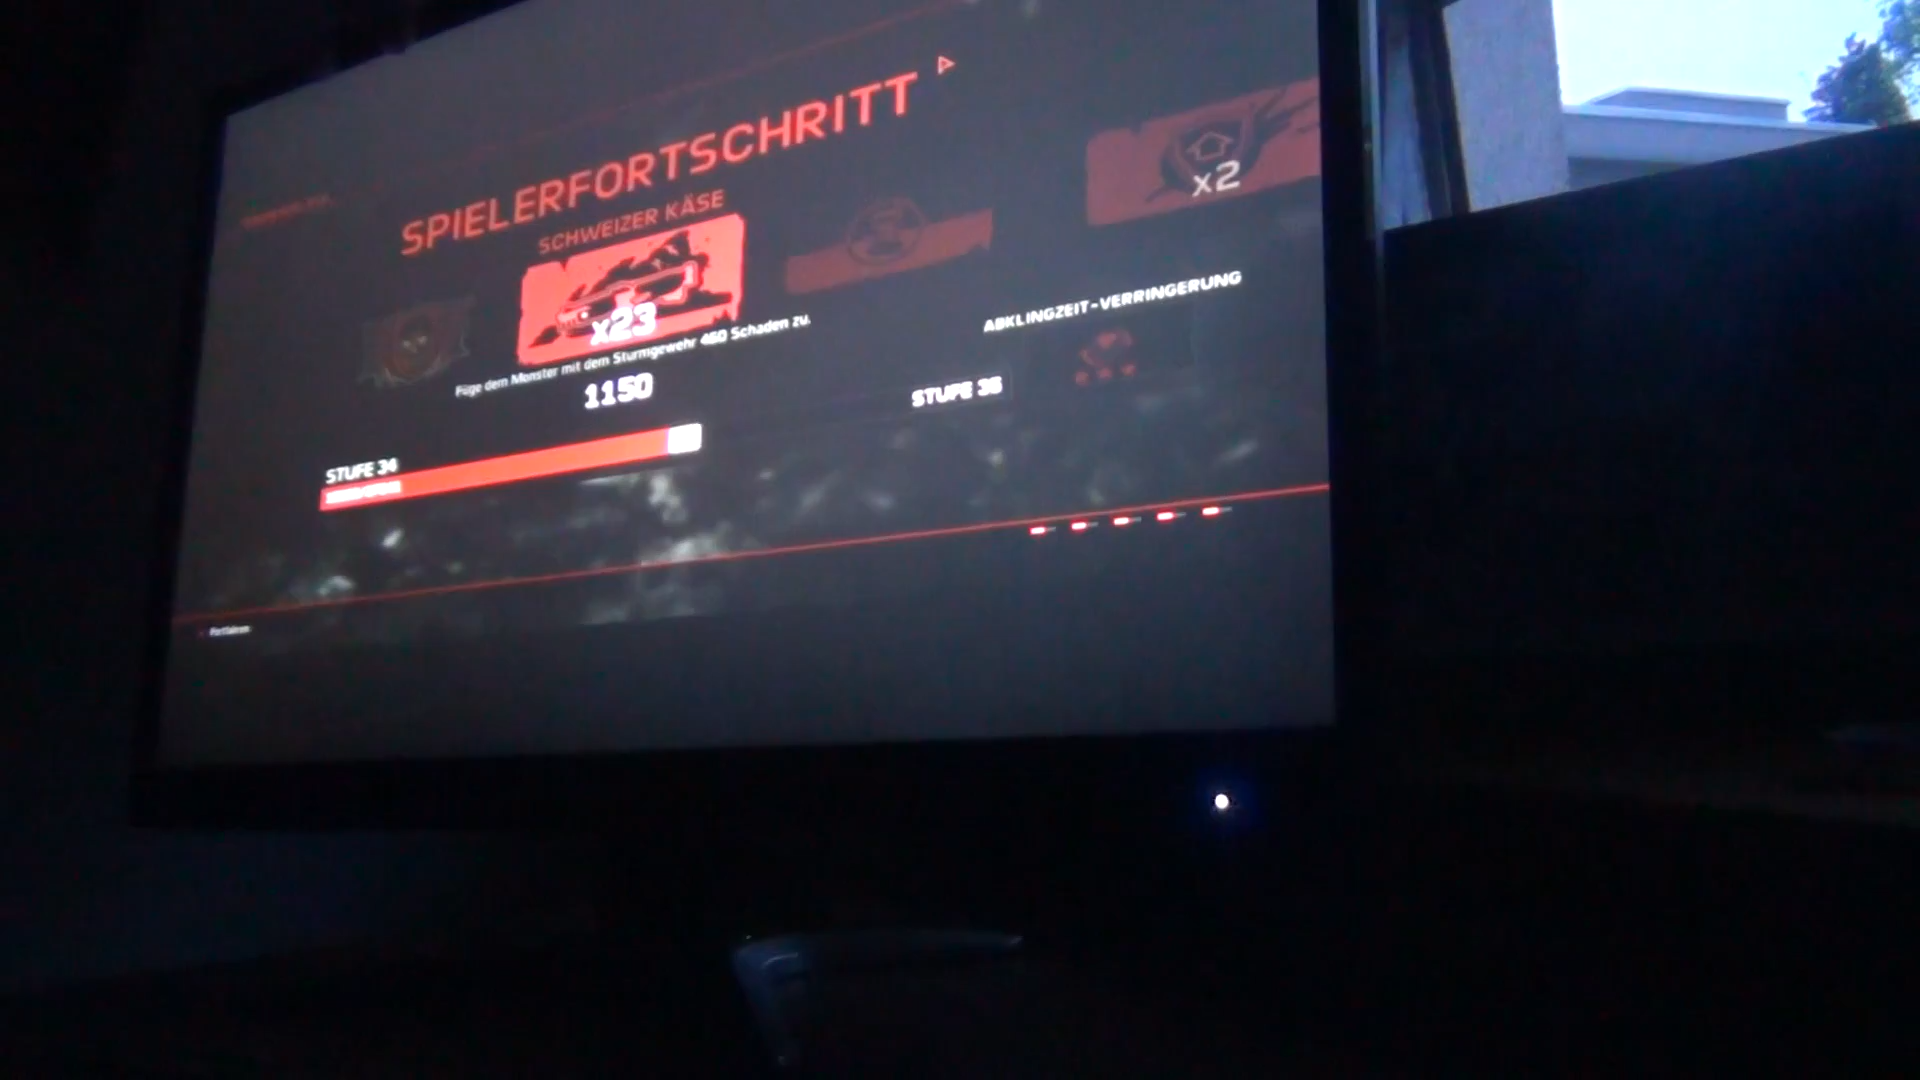 SPIELERFORTSCHRITT
SCHWEIZER KÄSE
x2
x23
Füge dem Monster mit dem Sturmgewehr 460 Schaden zu.
ABKLINGZEIT-VERRINGERUNG
1150
STUFE 35
STUFE 34
Fortfahren